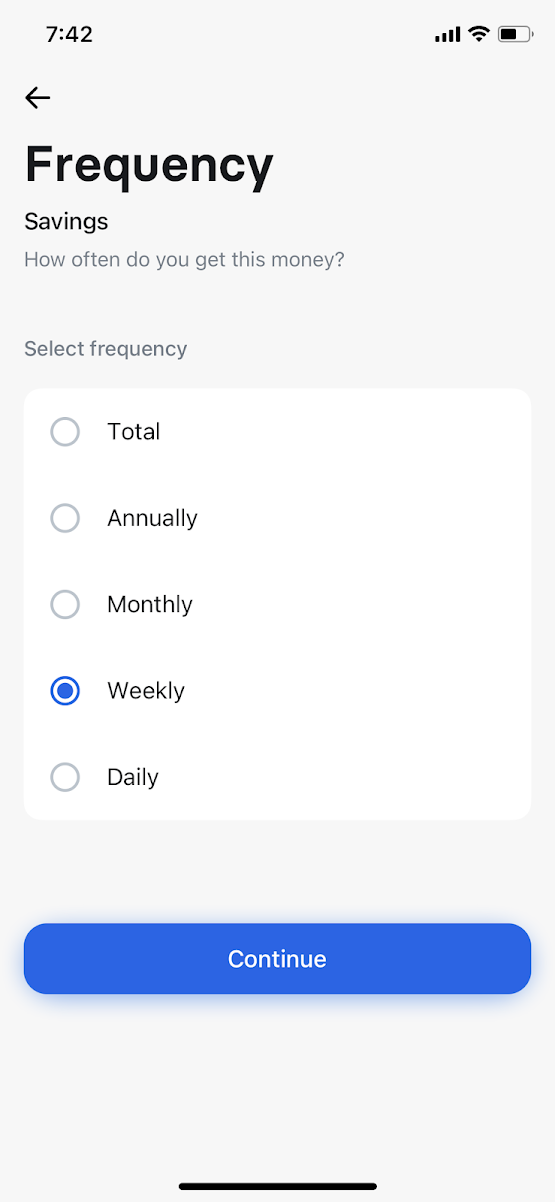 7:42
Frequency
Savings
How often do you get this money?
Select frequency
Total
Annually
Monthly
Weekly
Daily
Continue